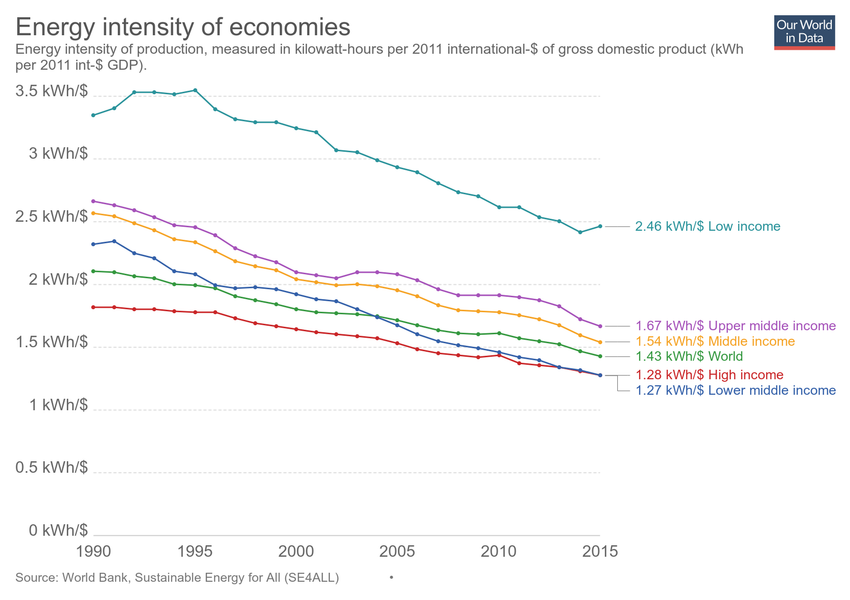 Energy intensity of economies
Our World
in Data
Energy intensity of production, measured in kilowatt-hours per 2011 international-$ of gross domestic product (kWh
per 2011 int-$ GDP).
3.5 kWh/$
3 kWh/$
2.5 kWh/$
2 kWh/$
1.5 kWh/$
1 kWh/$
0.5 kWh/$
0 kWh/$
2.46 kWh/$ Low income
1.67 kWh/$ Upper middle income
1.54 kWh/$ Middle income
1.43 kWh/$ World
1.28 kWh/$ High income
1.27 kWh/$ Lower middle income
1990 1995 2000 2005 2010 2015
Source: World Bank, Sustainable Energy for All (SE4ALL) •